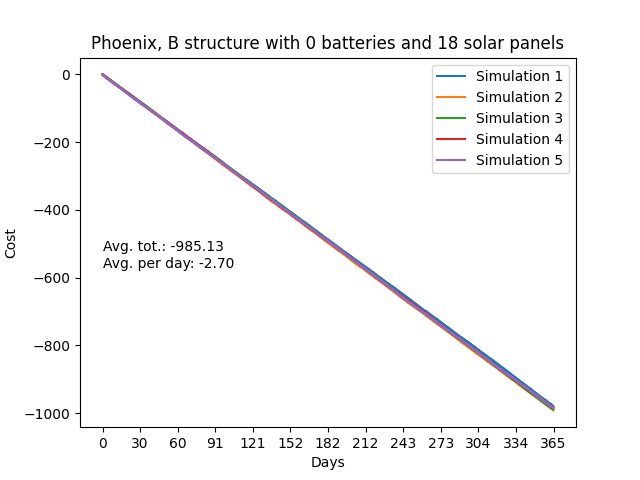 Phoenix, B structure with 0 batteries and 18 solar panels
Simulation 1
Simulation 2
Simulation 3
Simulation 4
Simulation 5
0
−200
−400
−600
−800
−1000
Cost
Avg. tot.: -985.13
Avg. per day: -2.70
0 30 60 91 121 152 182 212 243 273 304 334 365
Days